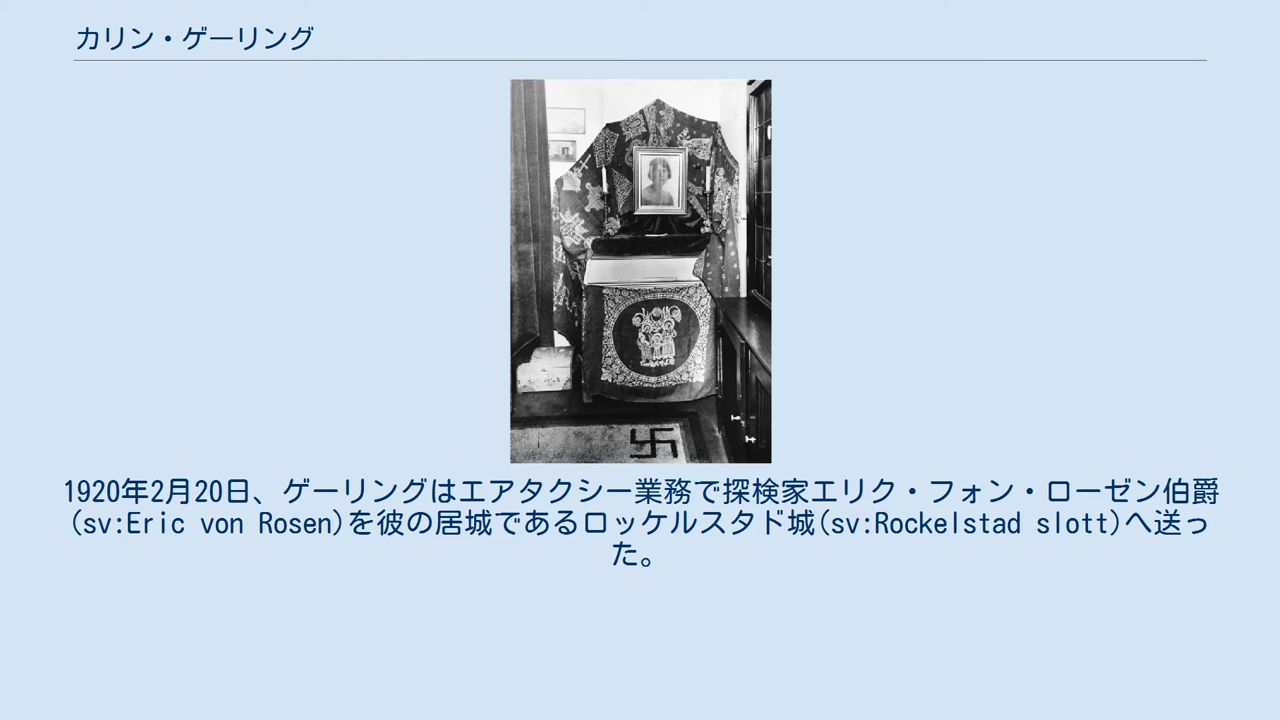 カリン・ゲーリング
1920年2月20日、ゲーリングはエアタクシー業務で探検家エリク・フォン・ローゼン伯爵
(sv:Eric von Rosen)を彼の居城であるロッケルスタド城(sv:Rockelstad slott)へ送っ
た。